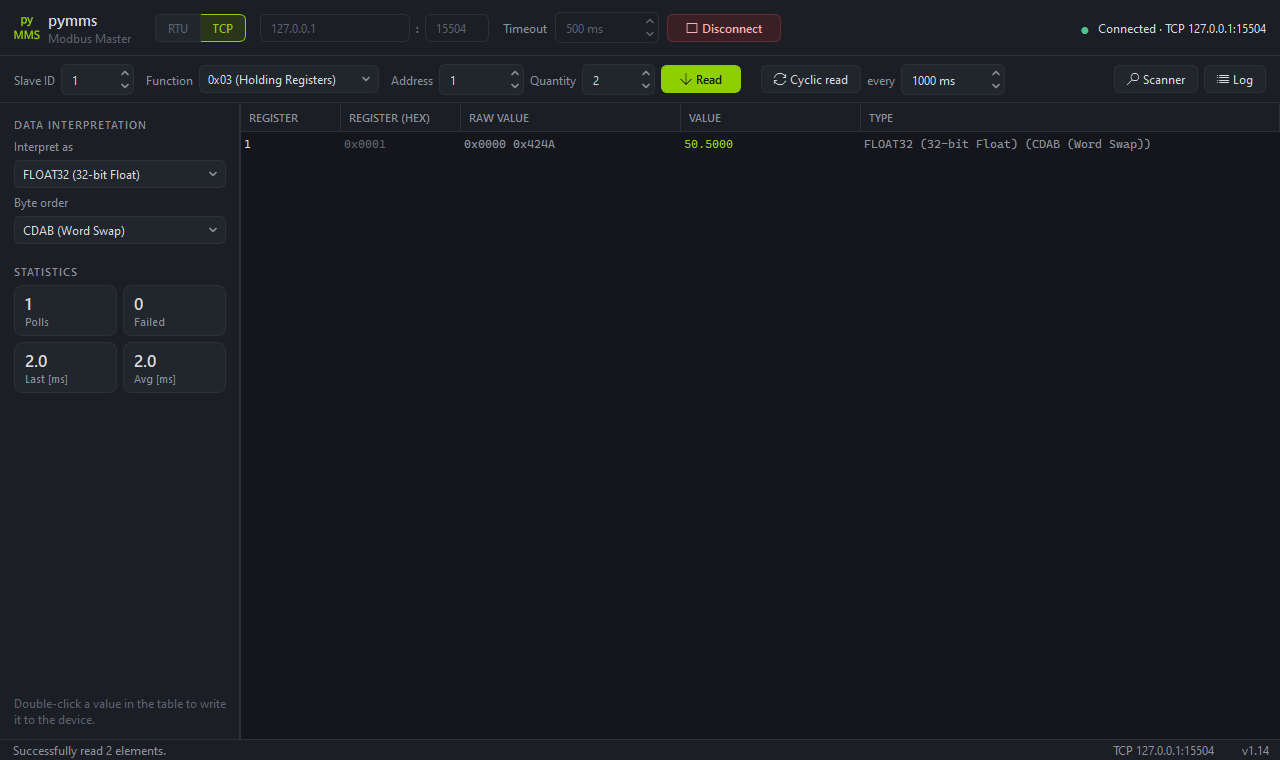 py
MMS
pymms
Modbus Master
RTU TCP 127.0.0.1 : 15504 Timeout 500 ms Disconnect Connected · TCP 127.0.0.1:15504
Slave ID 1 Function 0x03 (Holding Registers) Address 1 Quantity 2 Read Cyclic read every 1000 ms Scanner Log
DATA INTERPRETATION
Interpret as
FLOAT32 (32-bit Float)
Byte order
CDAB (Word Swap)
STATISTICS
1
Polls
0
Failed
2.0
Last [ms]
2.0
Avg [ms]
Double-click a value in the table to write
it to the device.
REGISTER REGISTER (HEX) RAW VALUE VALUE TYPE
1 0x0001 0x0000 0x424A 50.5000 FLOAT32 (32-bit Float) (CDAB (Word Swap))
Successfully read 2 elements. TCP 127.0.0.1:15504 v1.14